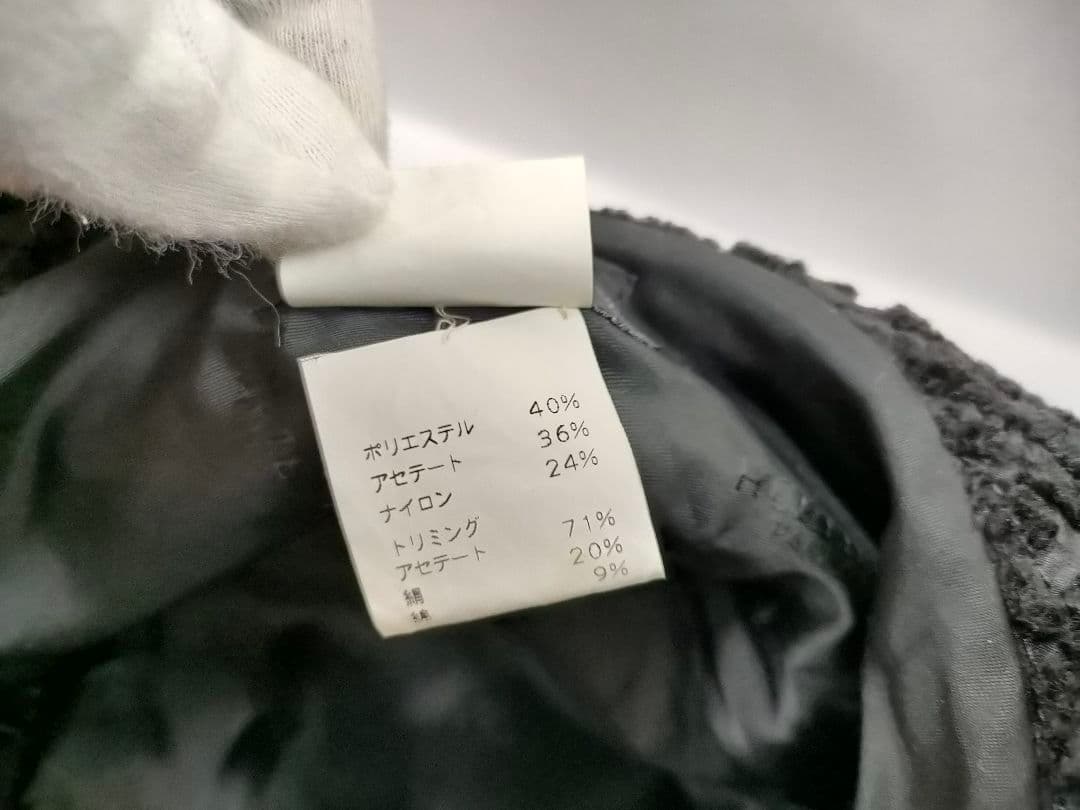 ポリエステル 40%
アセテート 36%
ナイロン 24%
トリミング
アセテート 71%
絹 20%
綿 9%